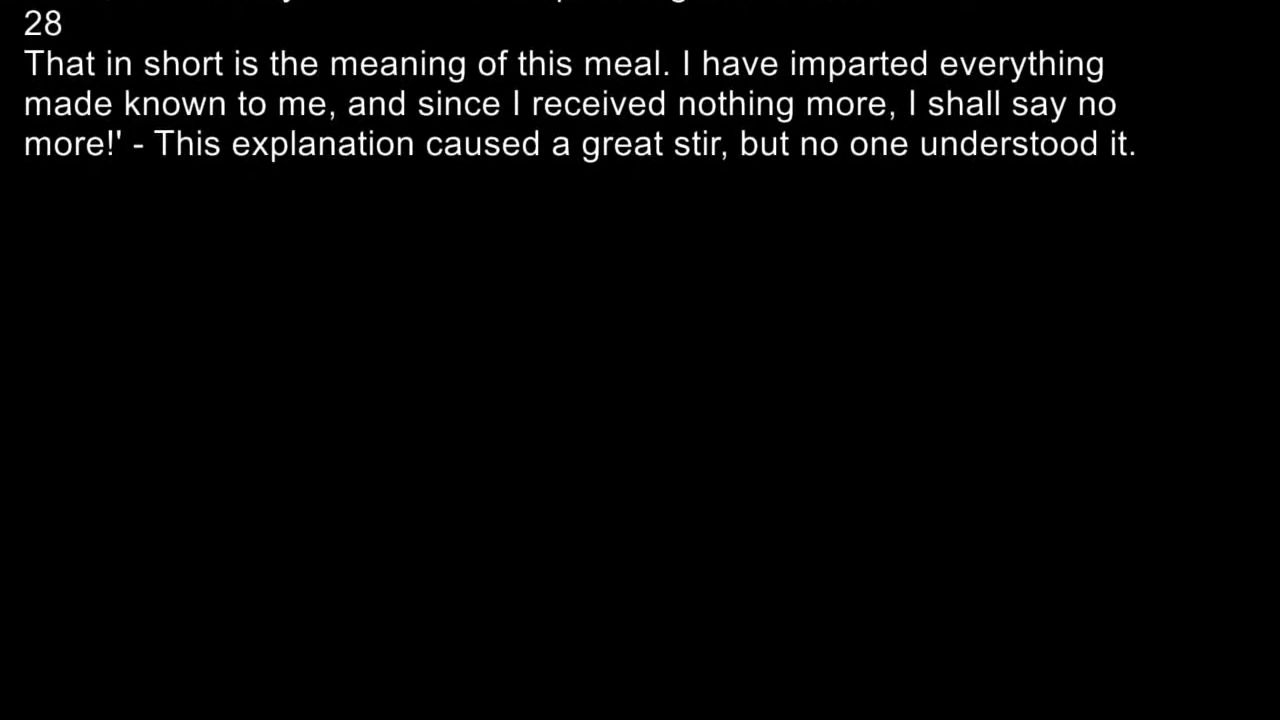 28
That in short is the meaning of this meal. I have imparted everything
made known to me, and since I received nothing more, I shall say no
more!' - This explanation caused a great stir, but no one understood it.